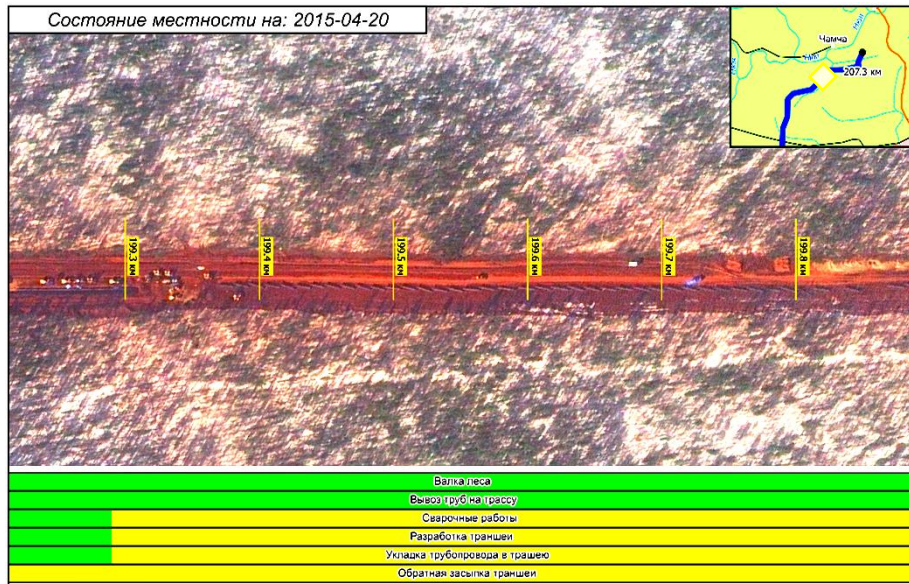 Состояние местности на: 2015-04-20
Чамча
207.3 км
199.3 км
199.4 км
199.5 км
199.6 км
199.7 км
199.8 км
Валка леса
Вывоз труб на трассу
Сварочные работы
Разработка траншеи
Укладка трубопровода в трашею
Обратная засыпка траншеи